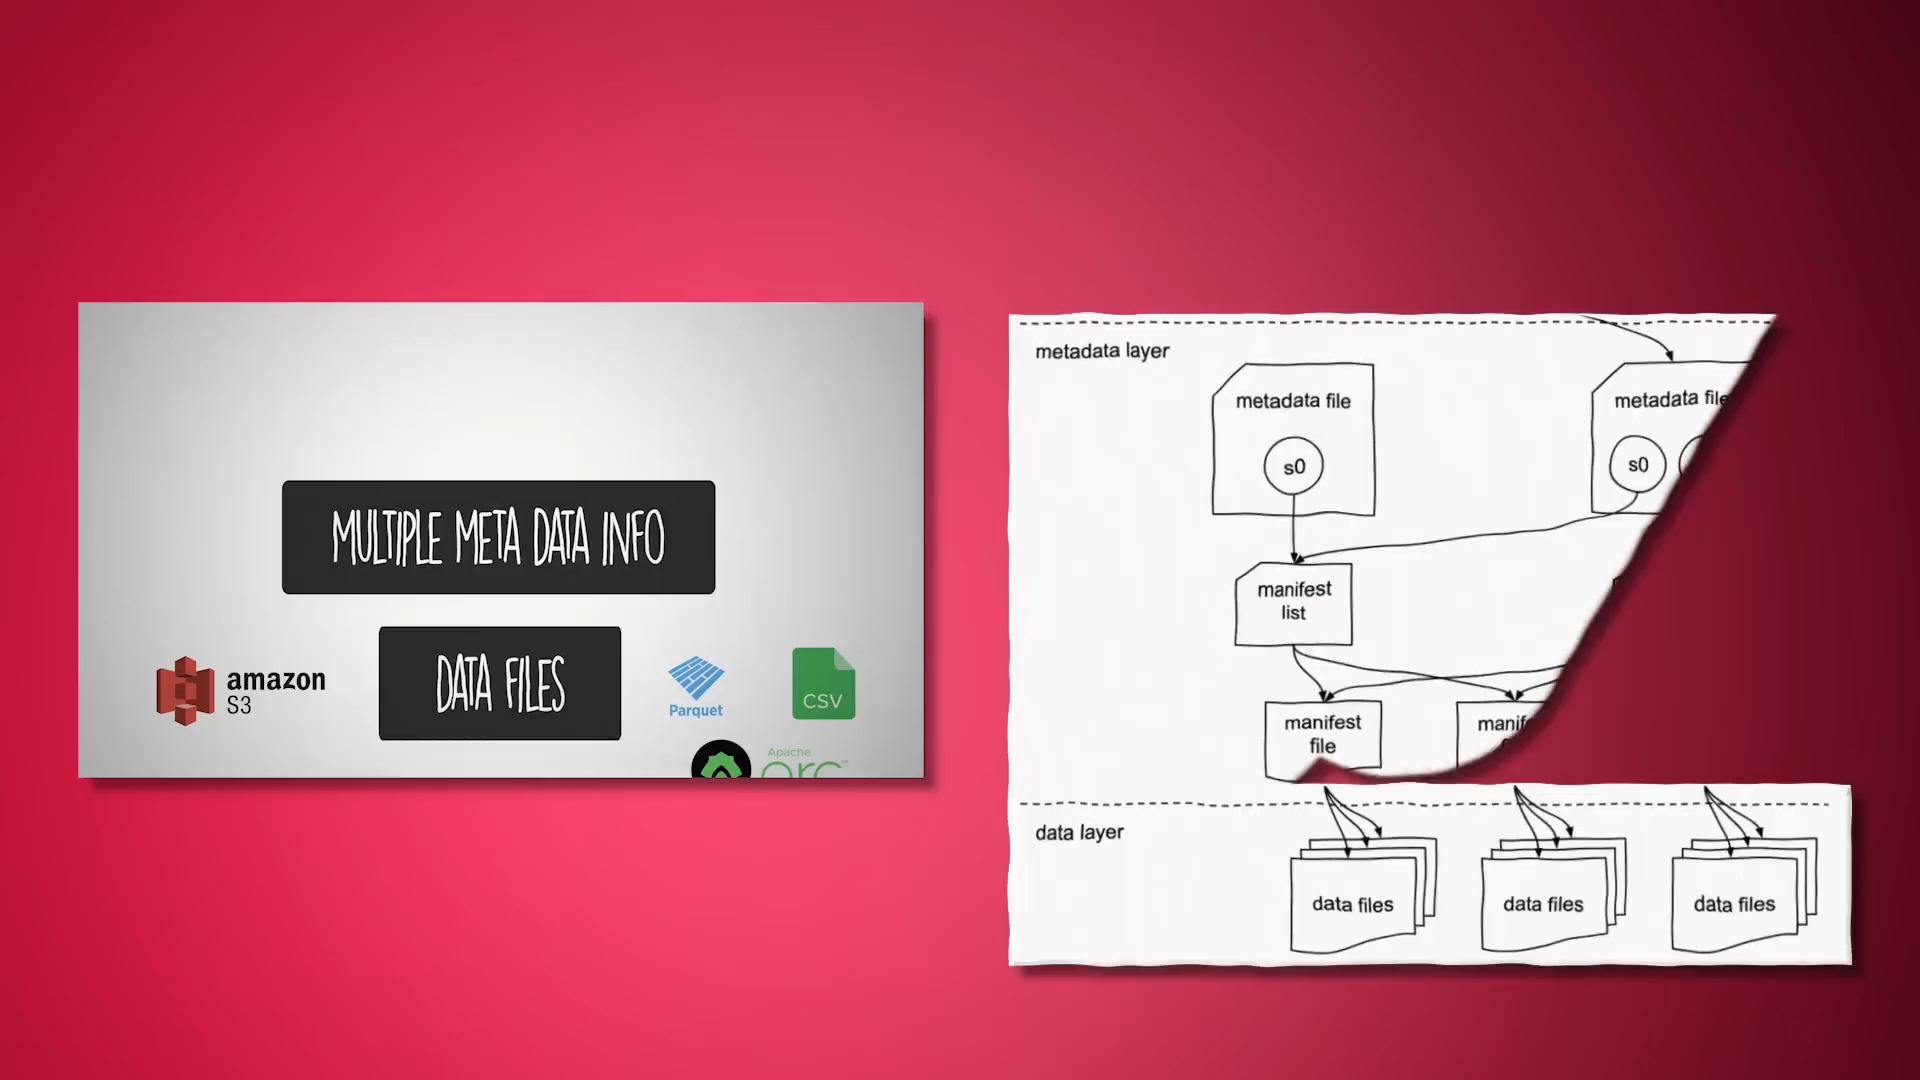 MULTIPLE META DATA INFO
amazon
S3
DATA FILES
Parquet
CSV
Apache
orc
metadata layer
metadata file
s0
metadata file
s0
manifest
list
manifest
file
data layer
data files
data files
data files